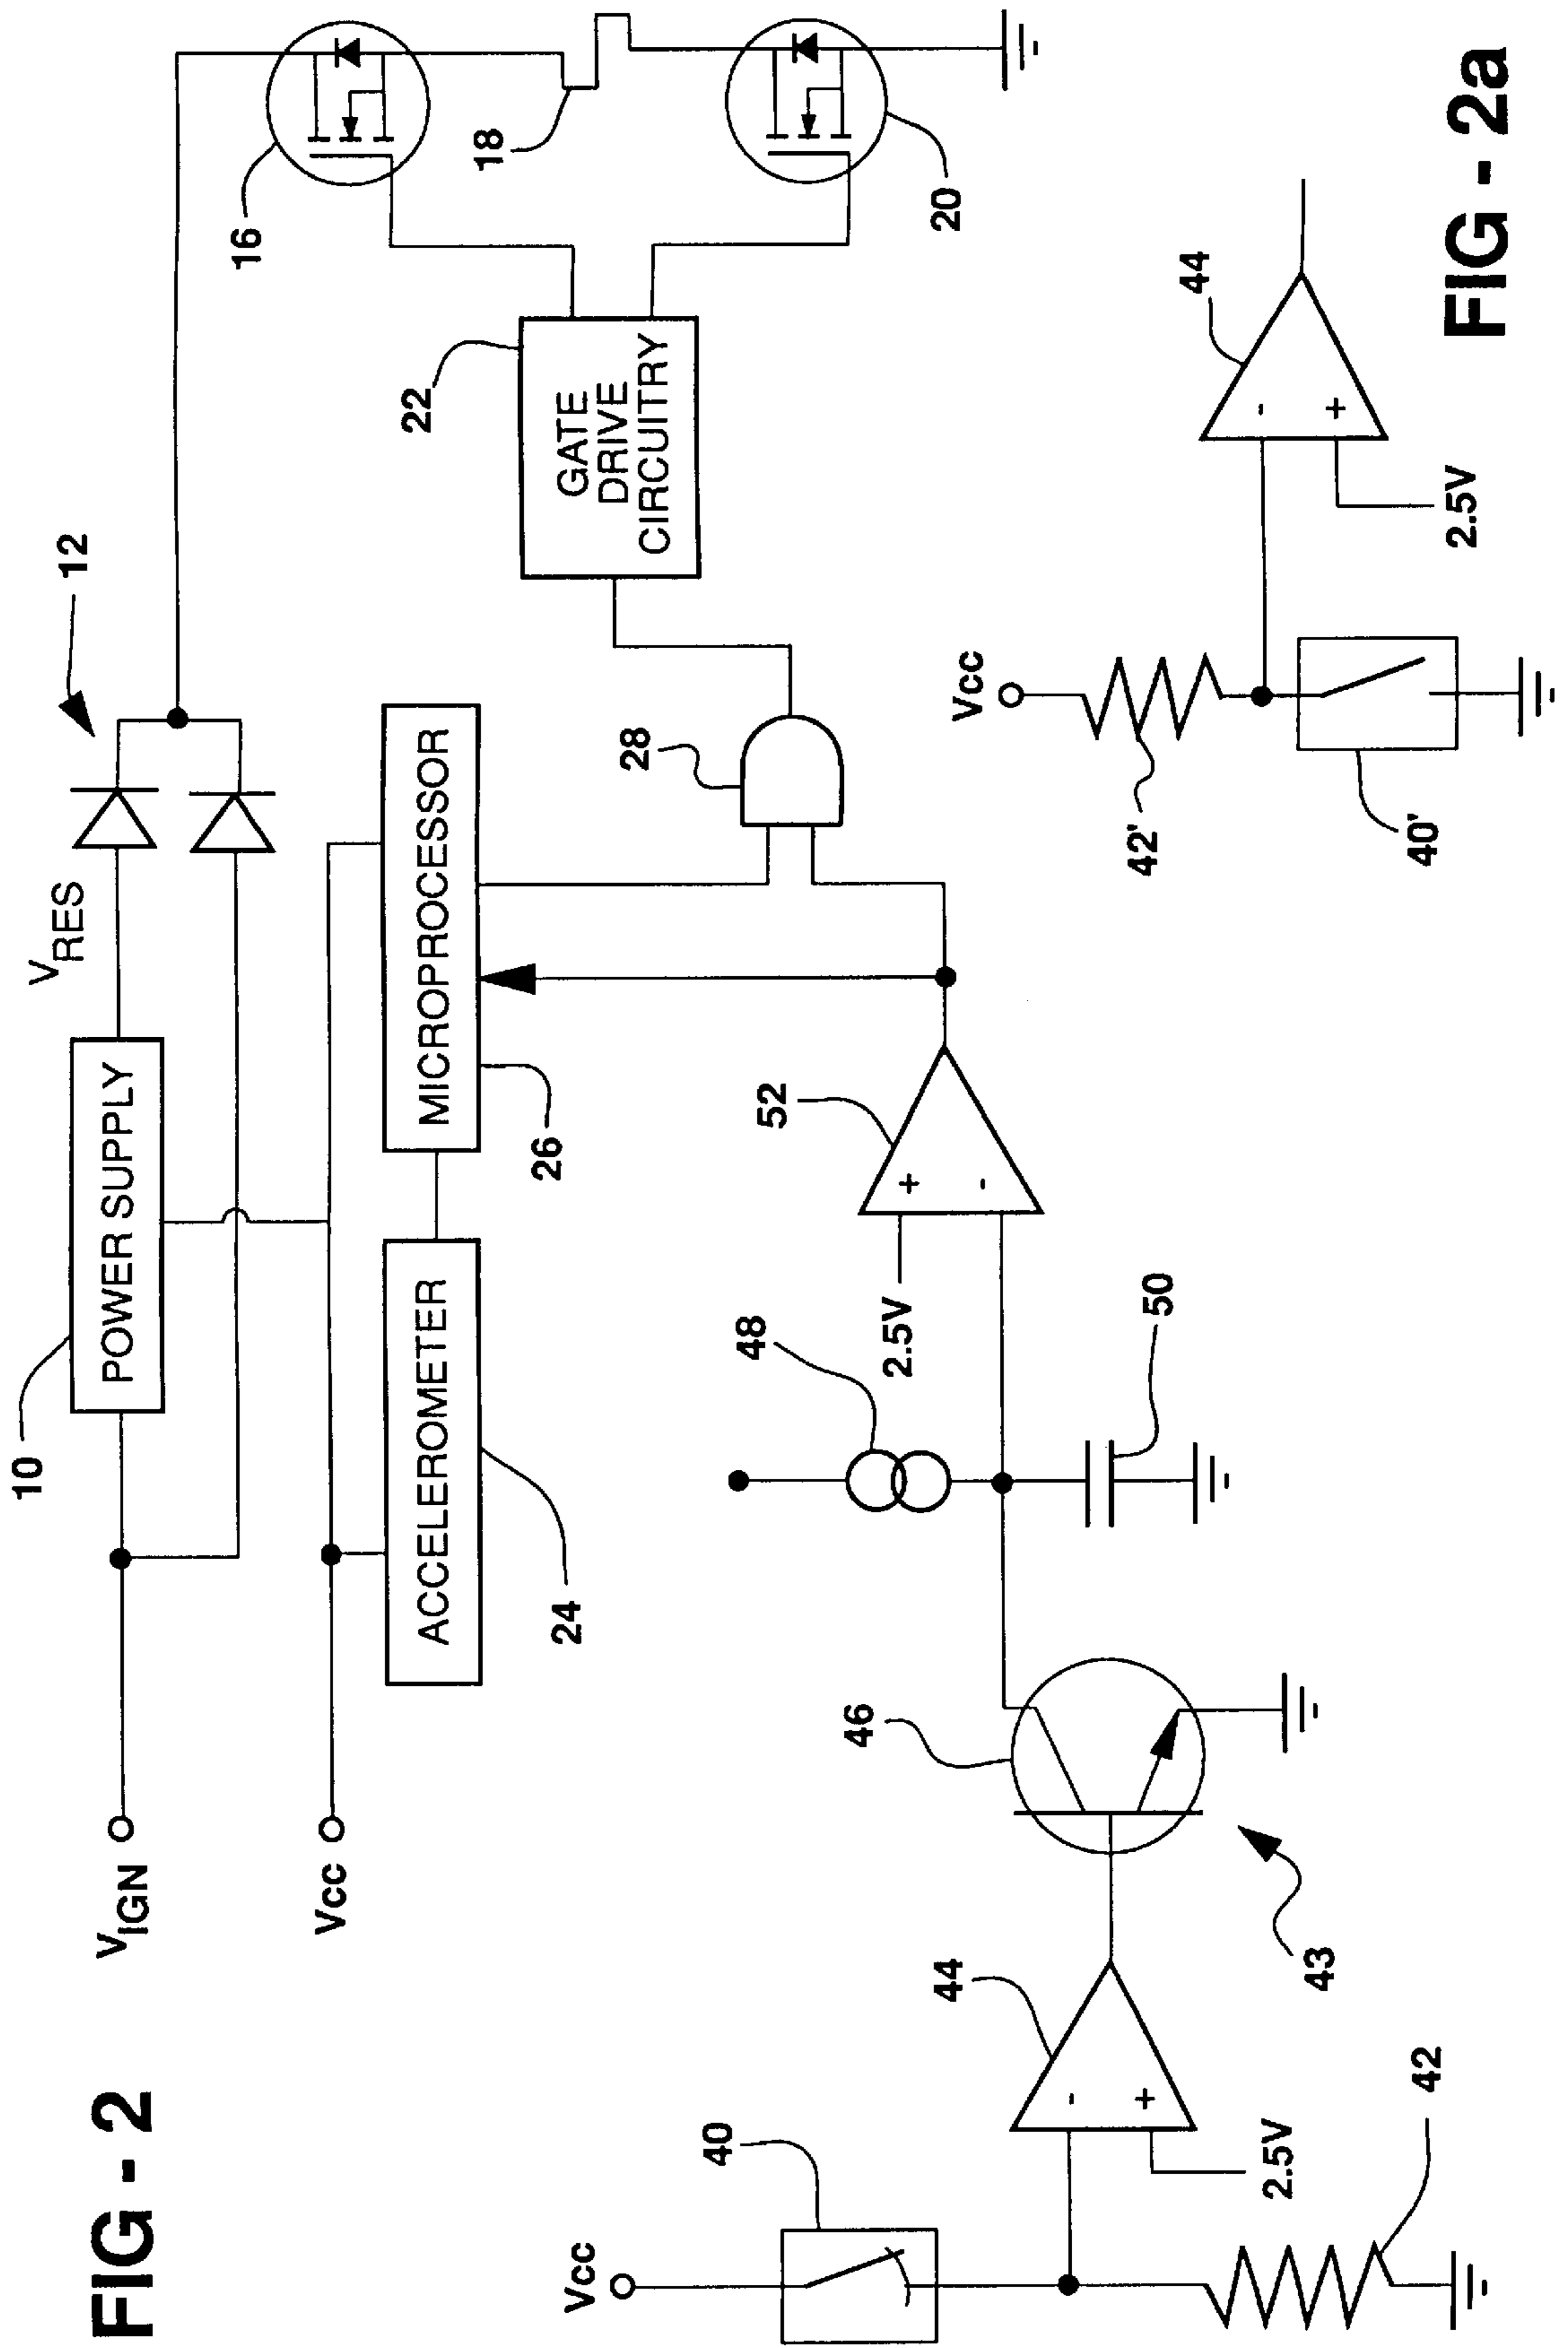 FIG - 2
VIGN
Vcc
10
POWER SUPPLY
VRES
12
16
18
20
22
GATE
DRIVE
CIRCUITRY
ACCELEROMETER
24
MICROPROCESSOR
26
28
Vcc
40
42
2.5V
-
+
44
43
46
48
50
2.5V
+
-
52
Vcc
42'
40'
2.5V
-
+
44
FIG - 2a